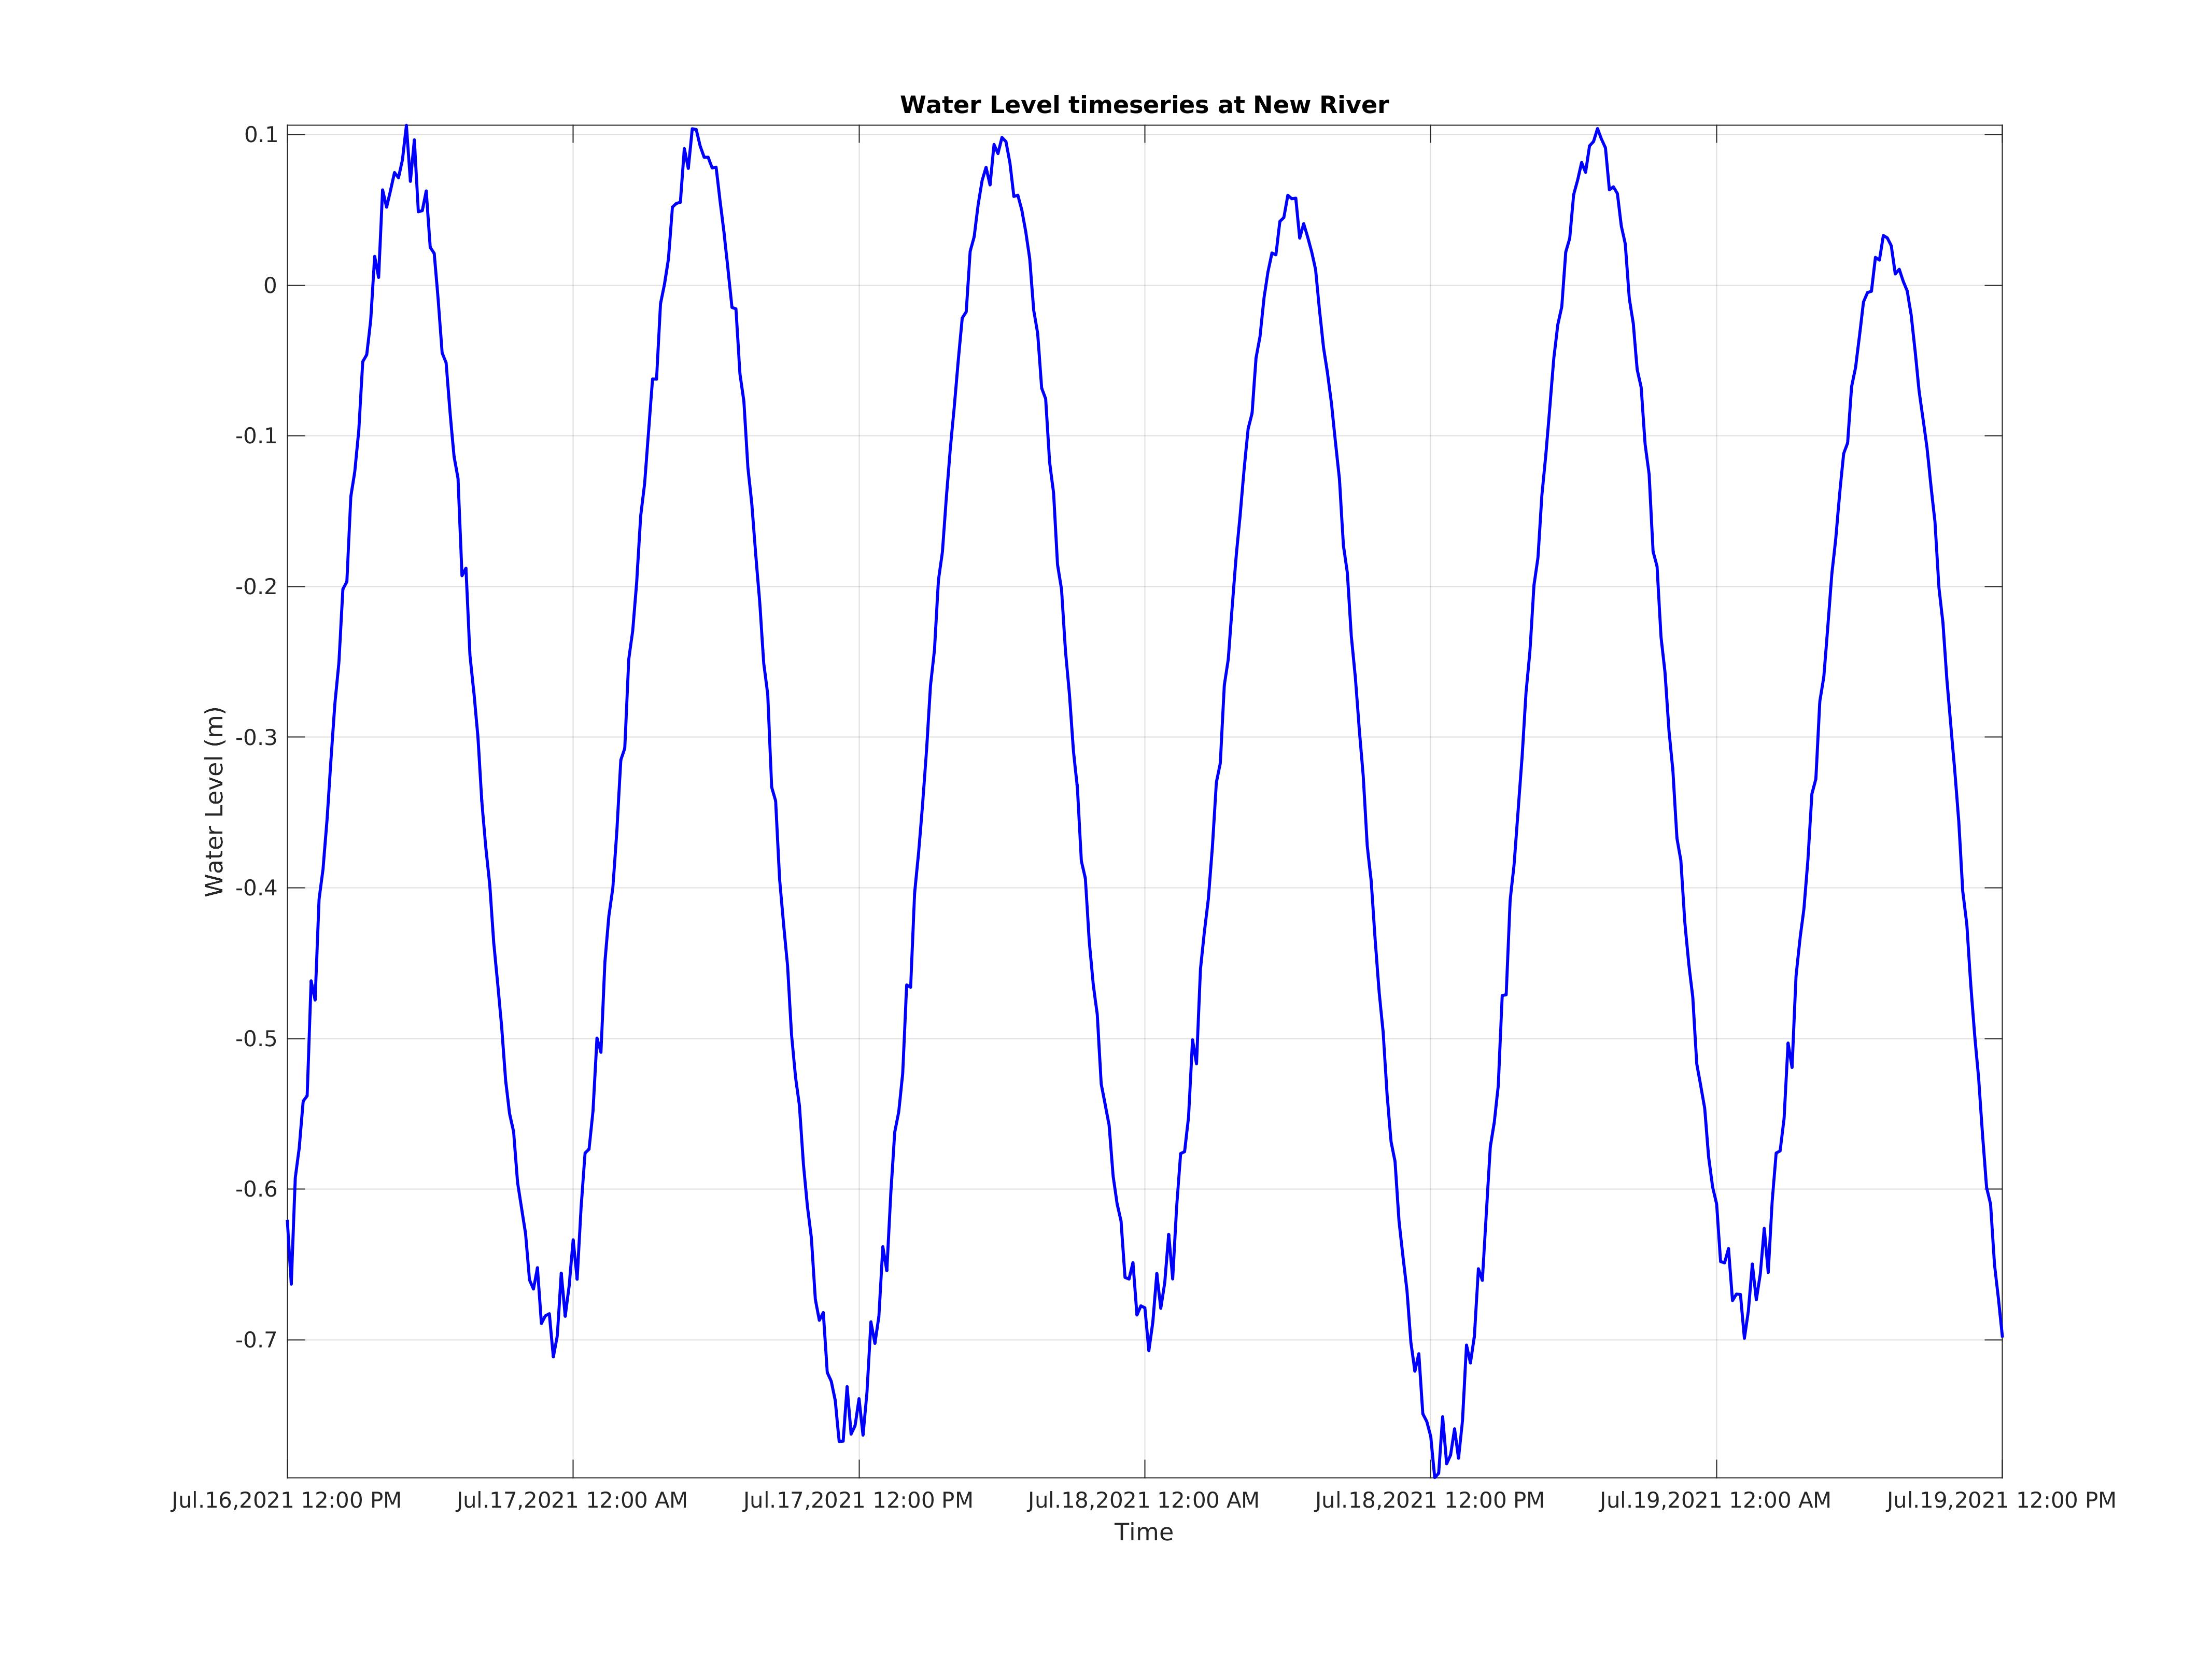 Water Level timeseries at New River
0.1
0
-0.1
-0.2
-0.3
-0.4
-0.5
-0.6
-0.7
Water Level (m)
Jul.16,2021 12:00 PM
Jul.17,2021 12:00 AM
Jul.17,2021 12:00 PM
Jul.18,2021 12:00 AM
Jul.18,2021 12:00 PM
Jul.19,2021 12:00 AM
Jul.19,2021 12:00 PM
Time